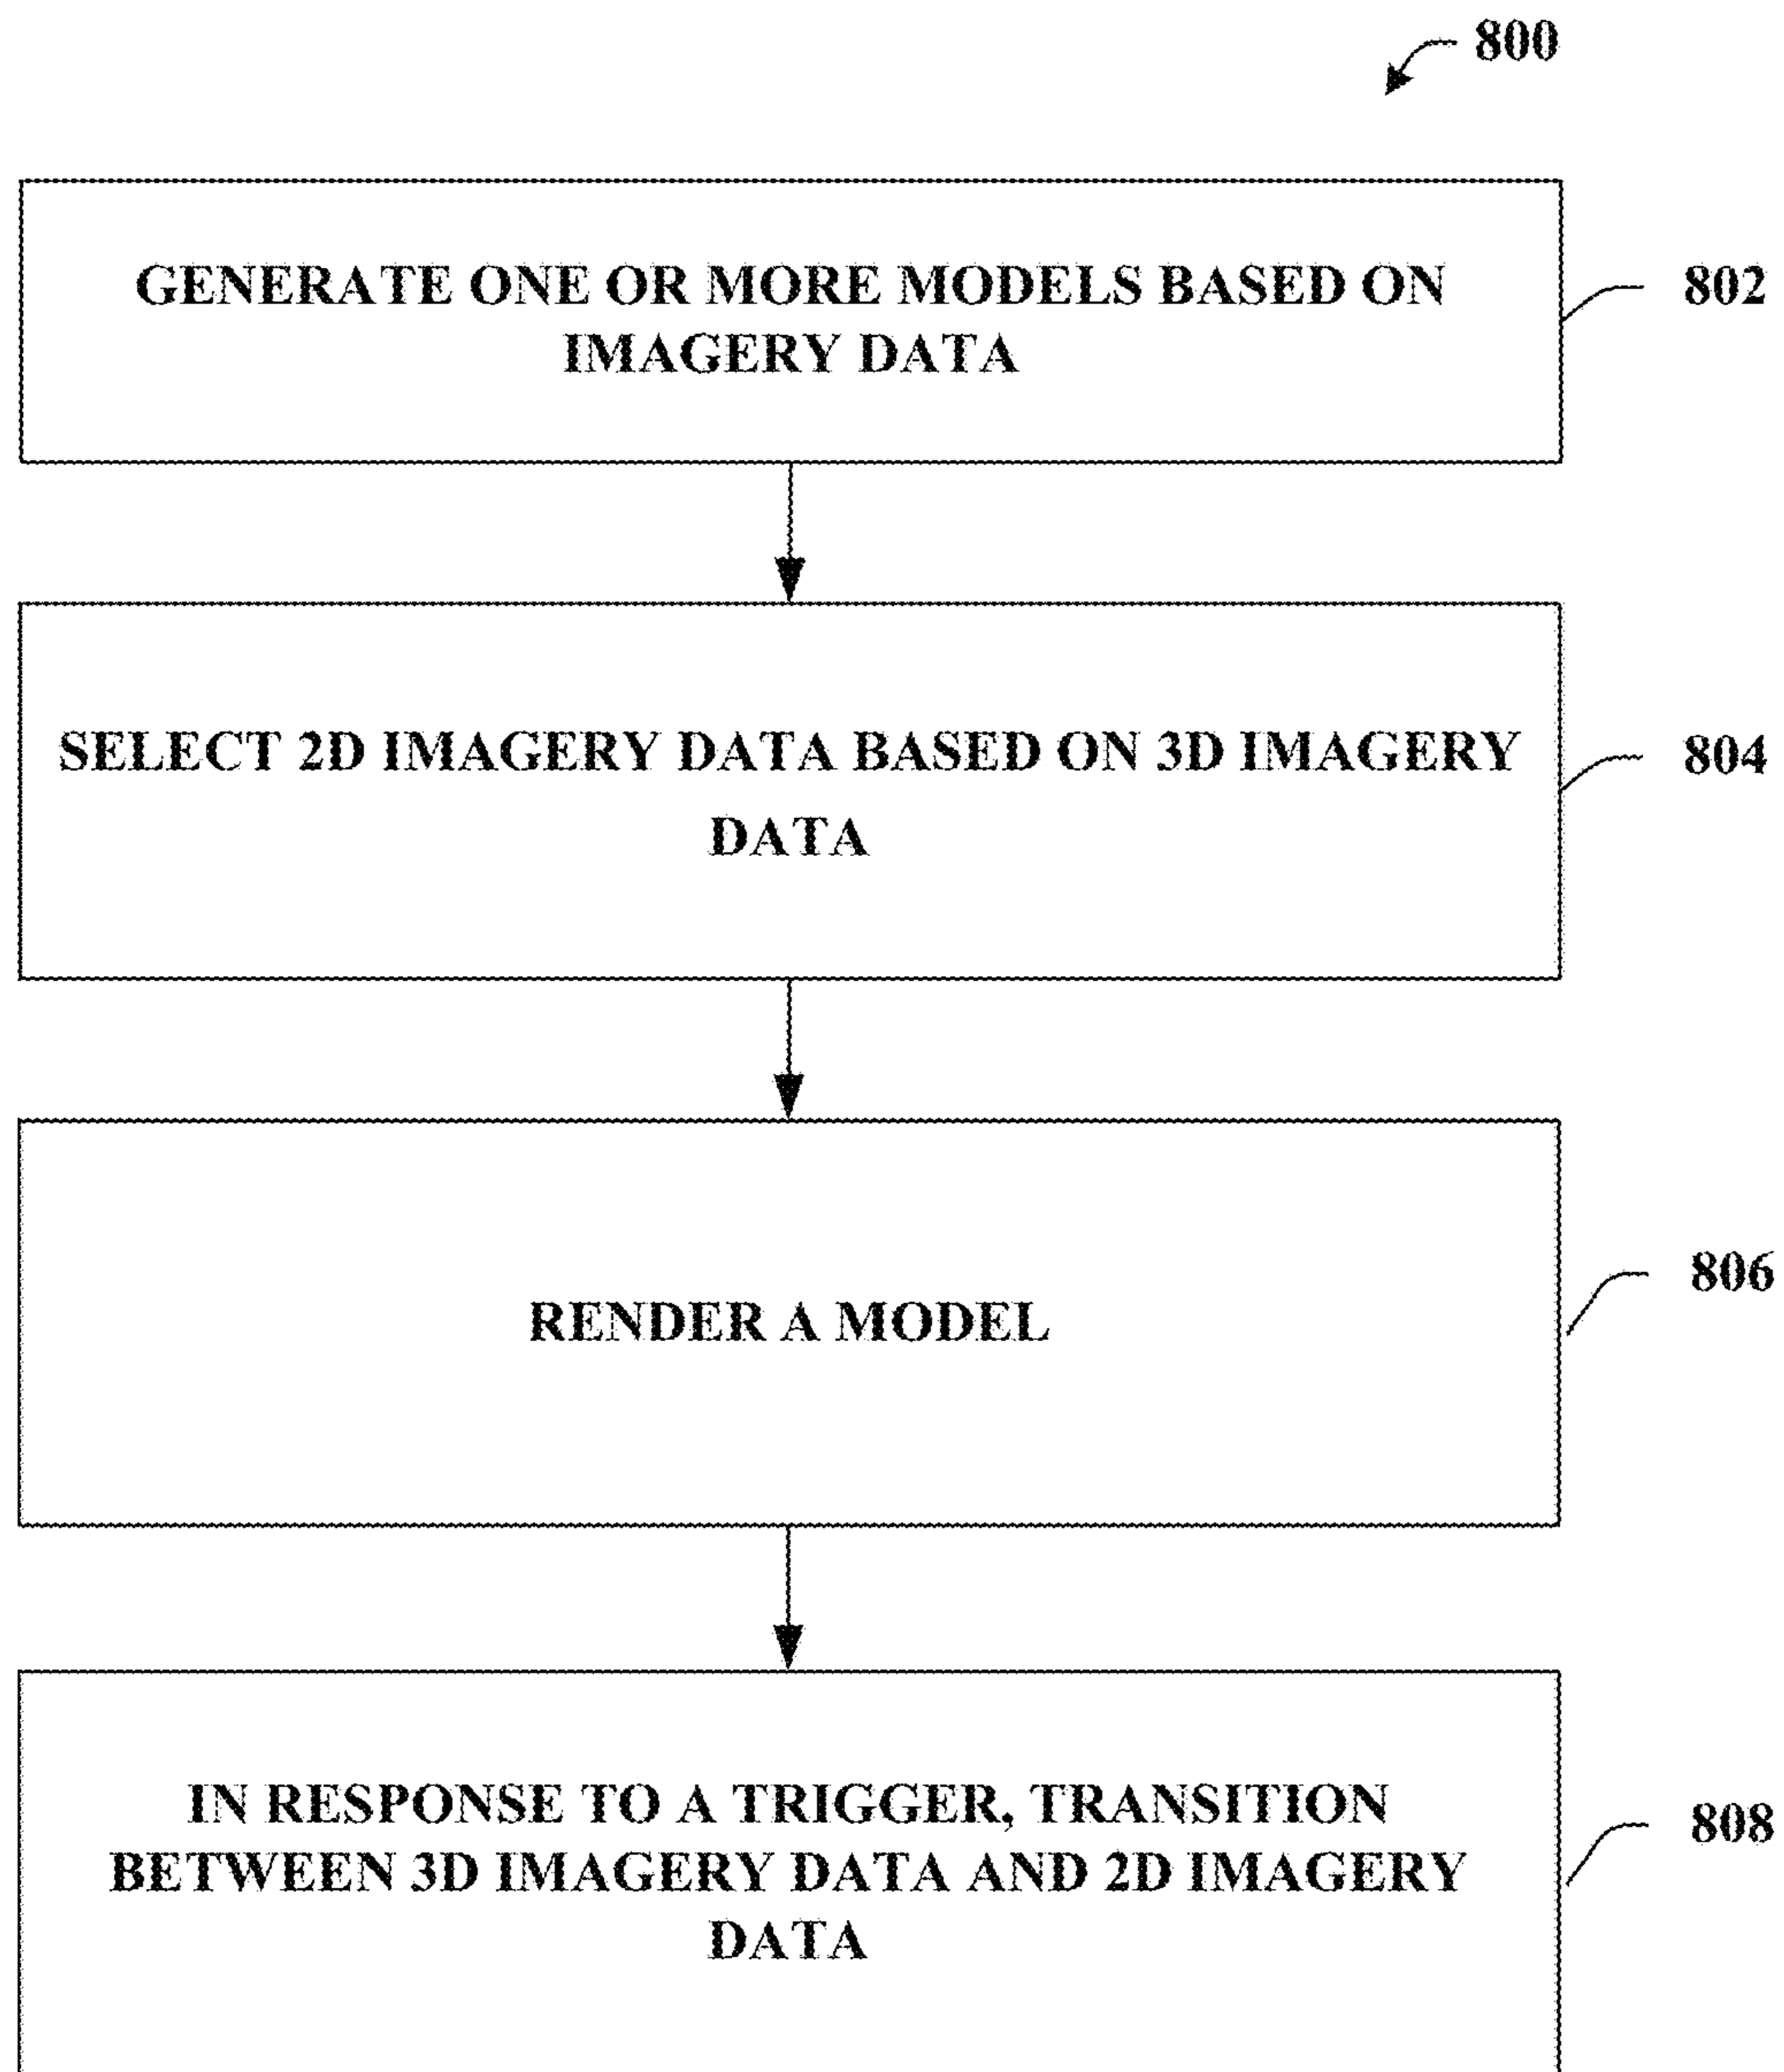 800
GENERATE ONE OR MORE MODELS BASED ON
IMAGERY DATA
802
SELECT 2D IMAGERY DATA BASED ON 3D IMAGERY
DATA
804
RENDER A MODEL
806
IN RESPONSE TO A TRIGGER, TRANSITION
BETWEEN 3D IMAGERY DATA AND 2D IMAGERY
DATA
808